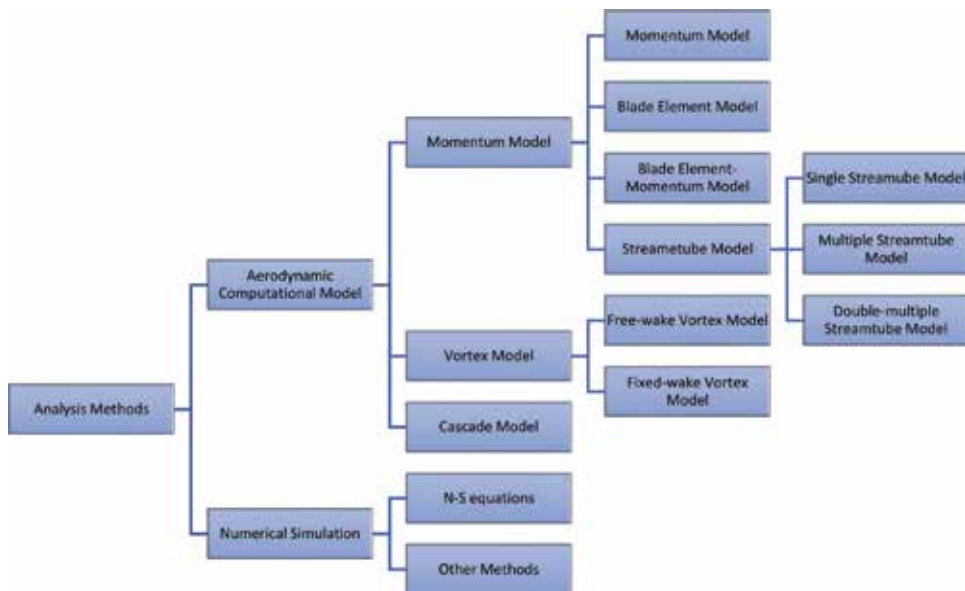 Momentum Model
Blade Element Model
Momentum Model
Blade Element-
Momentum Model
Single Streamube Model
Streametube Model
Multiple Streamtube
Model
Aerodynamic
Computational Model
Double-multiple
Streamtube Model
Free-wake Vortex Model
Vortex Model
Fixed-wake Vortex
Model
Analysis Methods
Cascade Model
N-S equations
Numerical Simulation
Other Methods